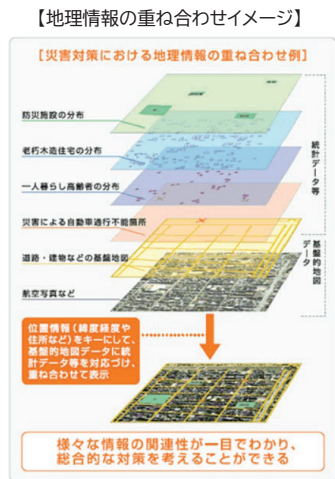 【地理情報の重ね合わせイメージ】
［災害対策における地理情報の重ね合わせ例］
防災施設の分布
老朽木造住宅の分布
一人暮らし高齢者の分布
災害による自動車通行不能箇所
道路・建物などの基盤地図
航空写真など
統計データ等
基盤的地図データ
位置情報（緯度経度や
住所など）をキーにして、
基盤的地図データに統
計データ等を対応づけ、
重ね合わせて表示
様々な情報の関連性が一目でわかり、
総合的な対策を考えることができる